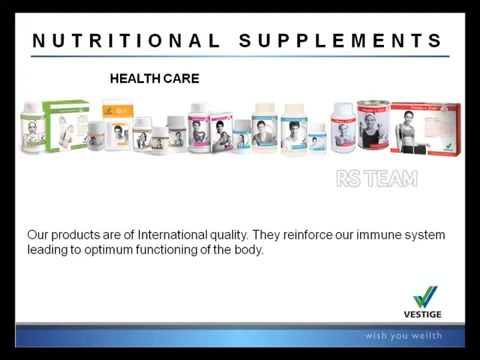 NUTRITIONAL SUPPLEMENTS
HEALTH CARE
RS TEAM
Our products are of International quality. They reinforce our immune system
leading to optimum functioning of the body.
VESTIGE
wish you wellth